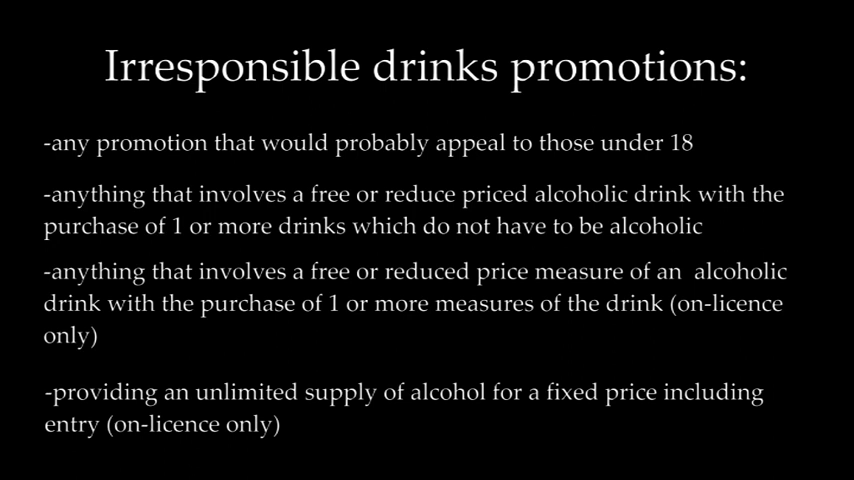 Irresponsible drinks promotions:
-any promotion that would probably appeal to those under 18
-anything that involves a free or reduce priced alcoholic drink with the
purchase of 1 or more drinks which do not have to be alcoholic
-anything that involves a free or reduced price measure of an alcoholic
drink with the purchase of 1 or more measures of the drink (on-licence
only)
-providing an unlimited supply of alcohol for a fixed price including
entry (on-licence only)